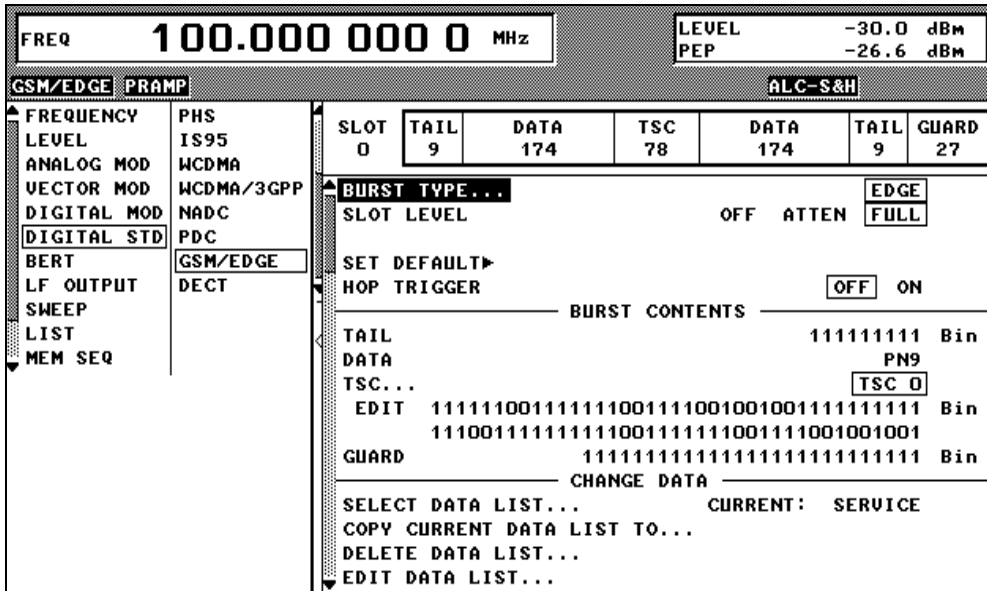 FREQ 100.000 000 0 MHz
LEVEL -30.0 dBm
PEP -26.6 dBm
GSM/EDGE PRAMP ALC-S&H
FREQUENCY
LEVEL
ANALOG MOD
VECTOR MOD
DIGITAL MOD
DIGITAL STD
BERT
LF OUTPUT
SWEEP
LIST
MEM SEQ
PHS
IS95
WCDMA
WCDMA/3GPP
NADC
PDC
GSM/EDGE
DECT
SLOT TAIL DATA TSC DATA TAIL GUARD
0 9 174 78 174 9 27
BURST TYPE... EDGE
SLOT LEVEL OFF ATTEN FULL
SET DEFAULT▶
HOP TRIGGER OFF ON
BURST CONTENTS
TAIL 111111111 Bin
DATA PN9
TSC... TSC 0
EDIT 111111001111111001111001001001111111111 Bin
111001111111111001111111001111001001001
GUARD 111111111111111111111111111 Bin
CHANGE DATA
SELECT DATA LIST... CURRENT: SERVICE
COPY CURRENT DATA LIST TO...
DELETE DATA LIST...
EDIT DATA LIST...